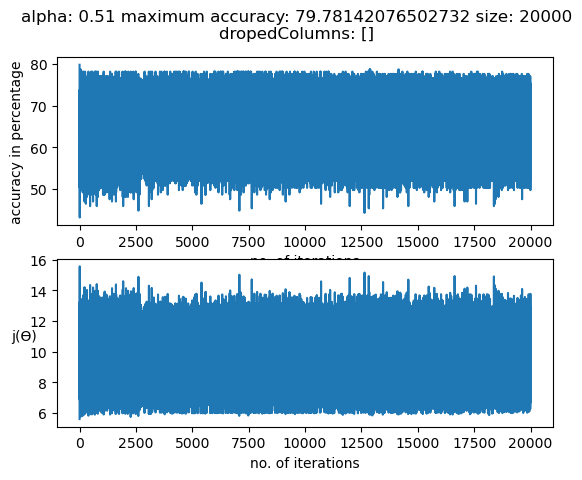 alpha: 0.51 maximum accuracy: 79.78142076502732 size: 20000
dropedColumns: []
80
70
60
50
accuracy in percentage
0 2500 5000 7500 10000 12500 15000 17500 20000
no. of iterations
16
14
12
10
8
6
j(Θ)
0 2500 5000 7500 10000 12500 15000 17500 20000
no. of iterations